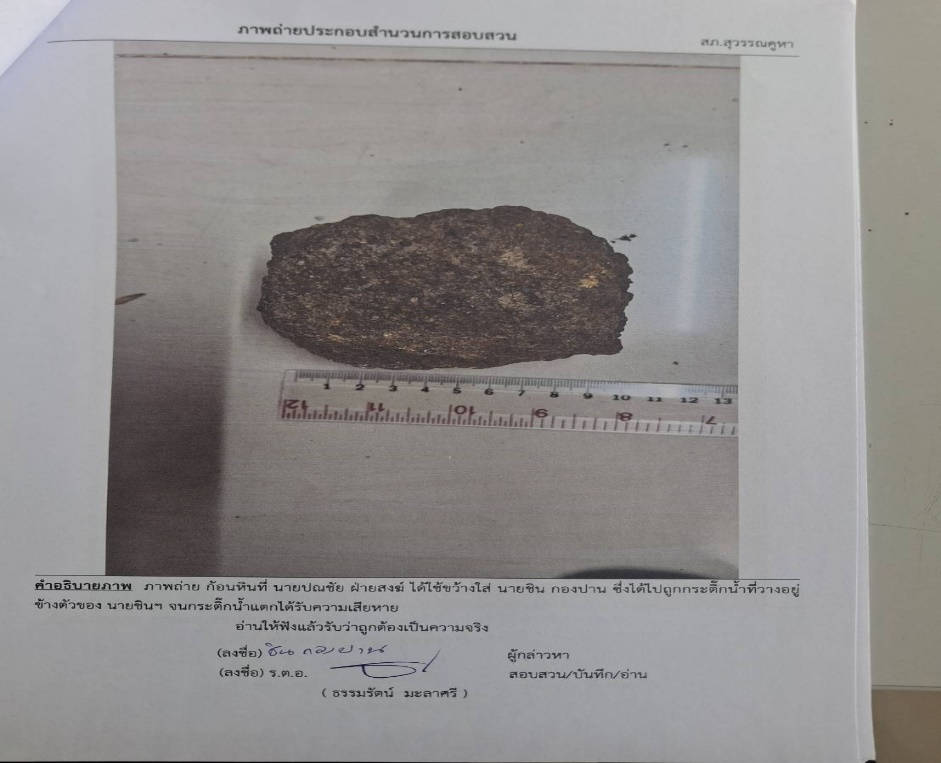 ภาพถ่ายประกอบสำนวนการสอบสวน
สภ.สุวรรณคูหา
1 2 3 4 5 6 7 8 9 10 11 12 13
12 11 10 9 8 7
คำอธิบายภาพ ภาพถ่าย ก้อนหินที่ นายปณชัย ฝ่ายสงฆ์ ได้ใช้ขว้างใส่ นายชิน กองปาน ซึ่งได้ไปถูกกระติ๊กน้ำที่วางอยู่
ข้างตัวของ นายชินฯ จนกระติ๊กน้ำแตกได้รับความเสียหาย
อ่านให้ฟังแล้วรับว่าถูกต้องเป็นความจริง
(ลงชื่อ) ชิน กองปาน ผู้กล่าวหา
(ลงชื่อ) ร.ต.อ. สอบสวน/บันทึก/อ่าน
( ธรรมรัตน์ มะลาศรี )